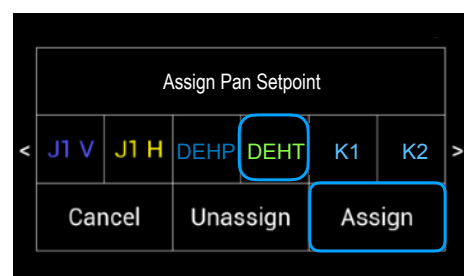 Assign Pan Setpoint
< J1 V J1 H DEHP DEHT K1 K2 >
Cancel Unassign Assign